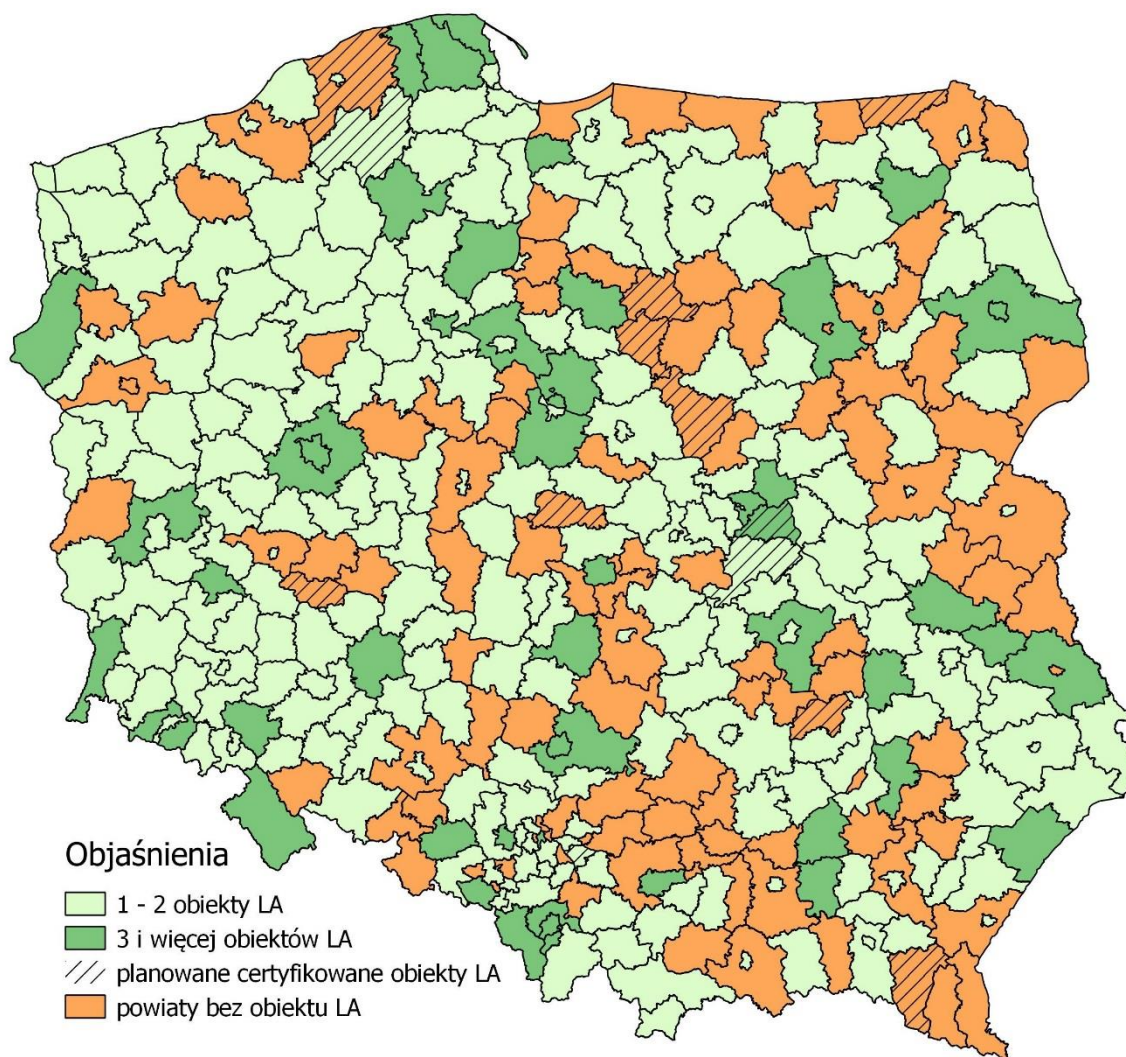 Objaśnienia
1 - 2 obiekty LA
3 i więcej obiektów LA
planowane certyfikowane obiekty LA
powiaty bez obiektu LA